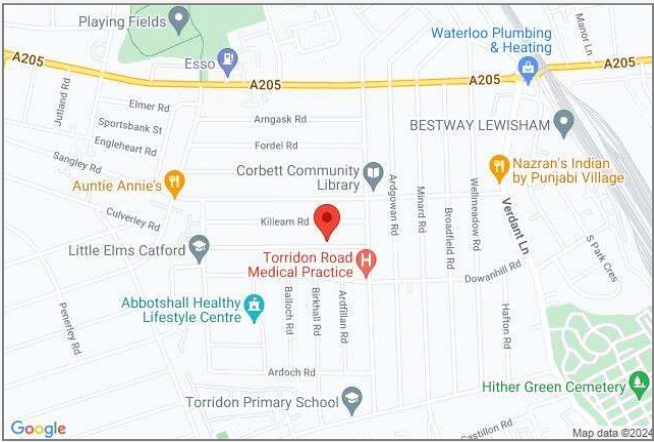 Playing Fields
Manor Ln
Waterloo Plumbing
& Heating
A205
Esso
A205
A205
A205
Jutland Rd
Elmer Rd
Sportsbank St
Engleheart Rd
Arngask Rd
BESTWAY LEWISHAM
Fordel Rd
Sangley Rd
Auntie Annie's
Corbett Community
Library
Nazran's Indian
by Punjabi Village
Ardgowan Rd
Minard Rd
Broadfield Rd
Wellmeadow Rd
Verdant Ln
Culverley Rd
Killearn Rd
S Park Cres
Little Elms Catford
Torridon Road
Medical Practice
Dowanhill Rd
Abbotshall Healthy
Lifestyle Centre
Balloch Rd
Birkhall Rd
Ardfillan Rd
Penerley Rd
Hafton Rd
Ardoch Rd
Hither Green Cemetery
Torridon Primary School
Castillon Rd
Google
Map data ©2024